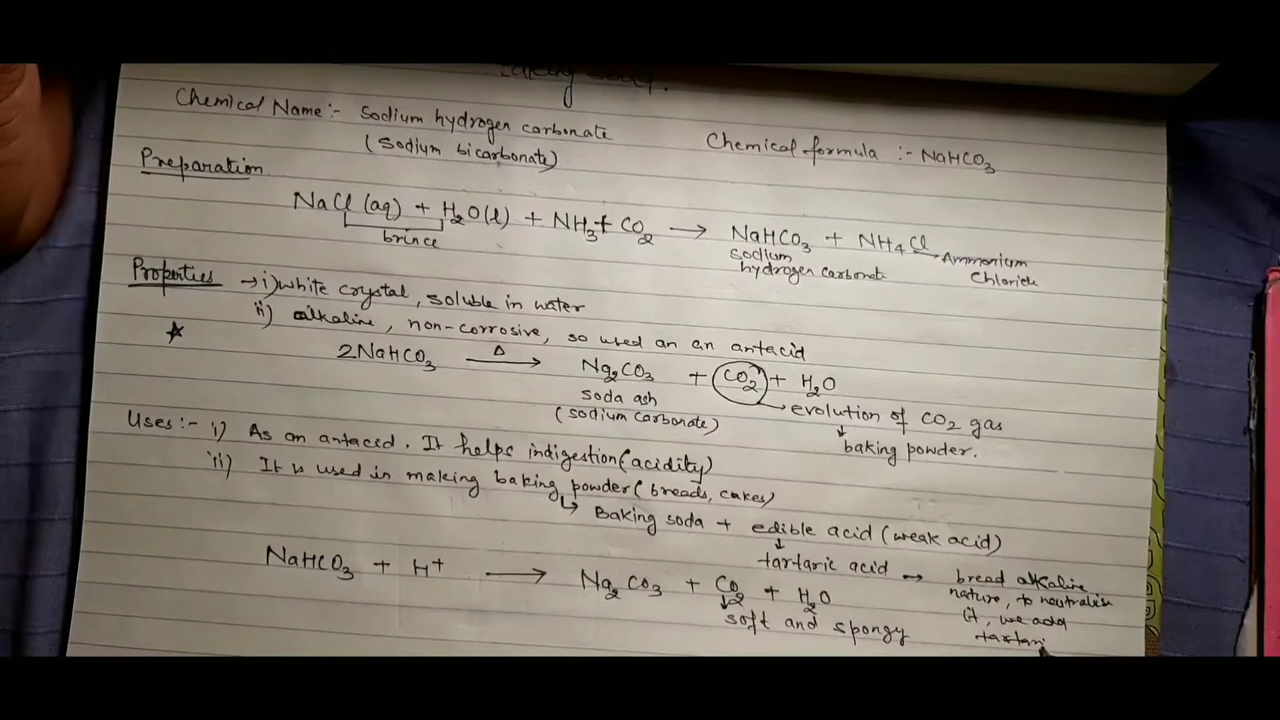 Chemical Name :- Sodium hydrogen carbonate
(Sodium bicarbonate)
Chemical formula :- NaHCO3
Preparation
NaCl (aq) + H2O(l) + NH3 + CO2 → NaHCO3 + NH4Cl
brince
sodium hydrogen carbonate
Ammonium Chloride
Properties → i) white crystal, soluble in water
ii) alkaline, non-corrosive, so used an an antacid
2NaHCO3 —Δ→ Na2CO3 + CO2 + H2O
soda ash
(sodium carbonate)
→ evolution of CO2 gas
↓ baking powder.
Uses :- i) As an antacid. It helps indigestion (acidity)
ii) It is used in making baking powder (breads, cakes)
↳ Baking soda + edible acid (weak acid)
↓
tartaric acid → bread alkaline
nature, to neutralise
it, we add
NaHCO3 + H+ → Na2CO3 + CO2 + H2O
↓
soft and spongy